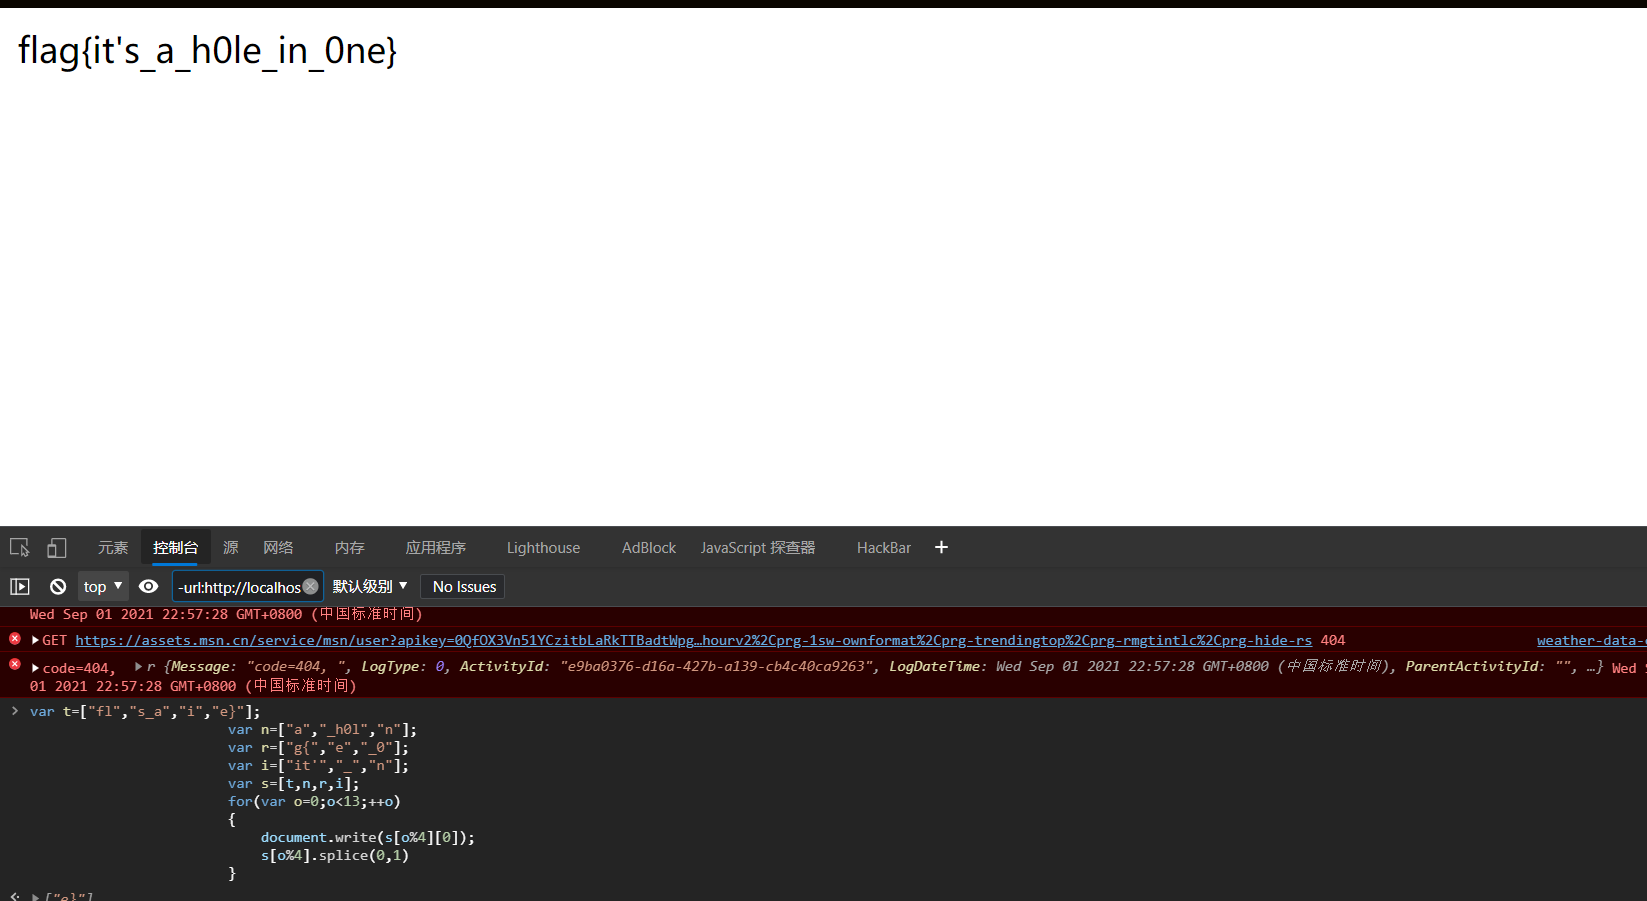 flag{it's_a_h0le_in_0ne}
元素 控制台 源 网络 内存 应用程序 Lighthouse AdBlock JavaScript 探查器 HackBar +
top ▼ -url:http://localhos 默认级别 ▼ No Issues
Wed Sep 01 2021 22:57:28 GMT+0800 (中国标准时间)
GET https://assets.msn.cn/service/msn/user?apikey=0QfOX3Vn51YCzitbLaRkTTBadtWpg…hourv2%2Cprg-1sw-ownformat%2Cprg-trendingtop%2Cprg-rmgtintlc%2Cprg-hide-rs 404 weather-data-
code=404, r {Message: "code=404, ", LogType: 0, ActivityId: "e9ba0376-d16a-427b-a139-cb4c40ca9263", LogDateTime: Wed Sep 01 2021 22:57:28 GMT+0800 (中国标准时间), ParentActivityId: "", …} Wed
01 2021 22:57:28 GMT+0800 (中国标准时间)
> var t=["fl","s_a","i","e}"];
var n=["a","_h0l","n"];
var r=["g{","e","_0"];
var i=["it'","_","n"];
var s=[t,n,r,i];
for(var o=0;o<13;++o)
{
document.write(s[o%4][0]);
s[o%4].splice(0,1)
}
["e}"]